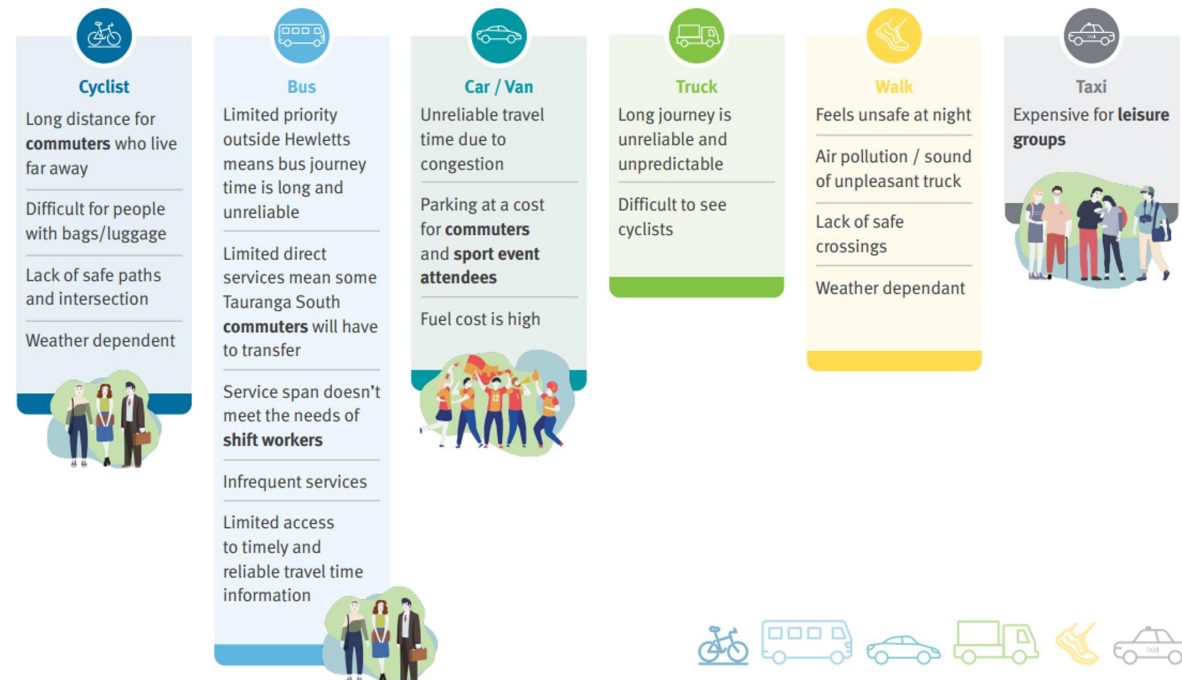 Cyclist
Long distance for
commuters who live
far away
Difficult for people
with bags/luggage
Lack of safe paths
and intersection
Weather dependent
Bus
Limited priority
outside Hewletts
means bus journey
time is long and
unreliable
Limited direct
services mean some
Tauranga South
commuters will have
to transfer
Service span doesn't
meet the needs of
shift workers
Infrequent services
Limited access
to timely and
reliable travel time
information
Car / Van
Unreliable travel
time due to
congestion
Parking at a cost
for commuters
and sport event
attendees
Fuel cost is high
12
Truck
Long journey is
unreliable and
unpredictable
Difficult to see
cyclists
Walk
Feels unsafe at night
Air pollution / sound
of unpleasant truck
Lack of safe
crossings
Weather dependant
Taxi
Expensive for leisure
groups
TAXI